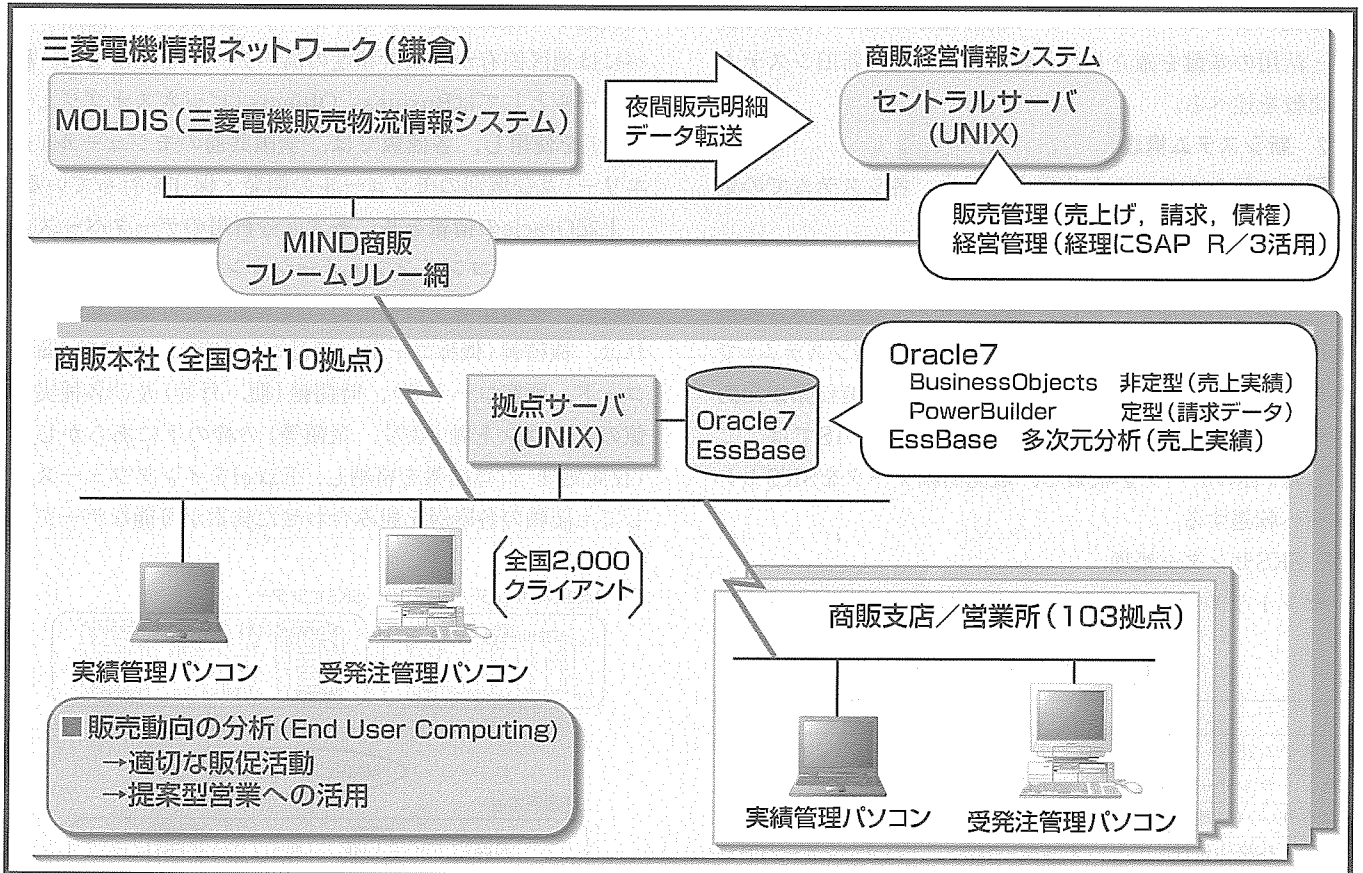 三菱電機情報ネットワーク(鎌倉)
MOLDIS(三菱電機販売物流情報システム)
夜間販売明細
データ転送
商販経営情報システム
セントラルサーバ
(UNIX)
販売管理(売上げ,請求,債権)
経営管理(経理にSAP R/3活用)
MIND商販
フレームリレー網
商販本社(全国9社10拠点)
拠点サーバ
(UNIX)
Oracle7
EssBase
Oracle7
BusinessObjects 非定型(売上実績)
PowerBuilder 定型(請求データ)
EssBase 多次元分析(売上実績)
全国2,000
クライアント
実績管理パソコン
受発注管理パソコン
商販支店/営業所(103拠点)
実績管理パソコン
受発注管理パソコン
■販売動向の分析(End User Computing)
→適切な販促活動
→提案型営業への活用